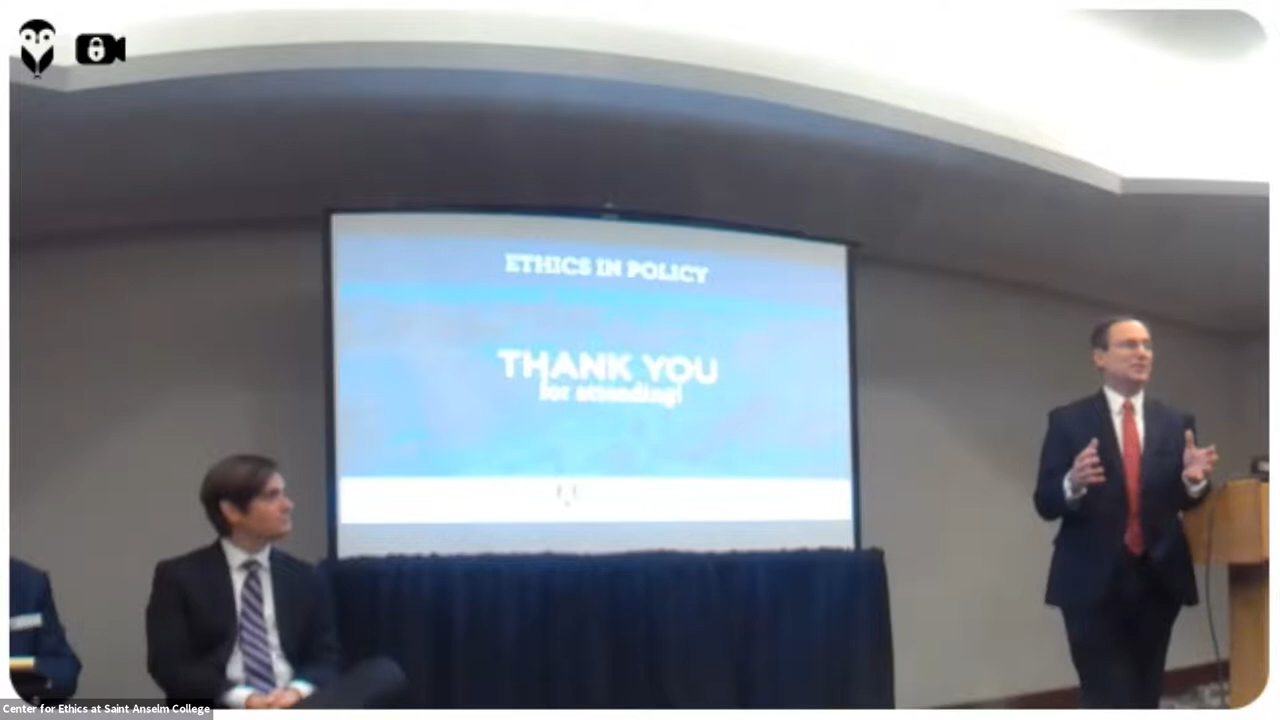 ETHICS IN POLICY
THANK YOU
for attending!
Center for Ethics at Saint Anselm College